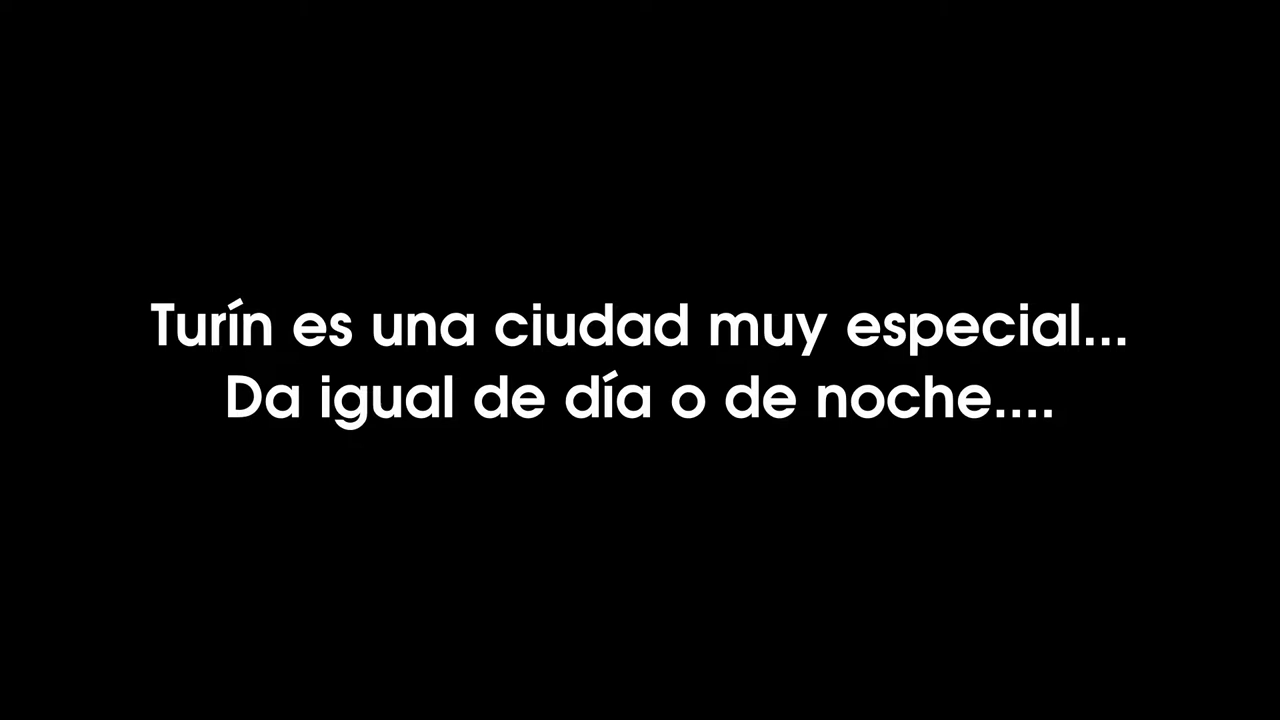 Turín es una ciudad muy especial...
Da igual de día o de noche....